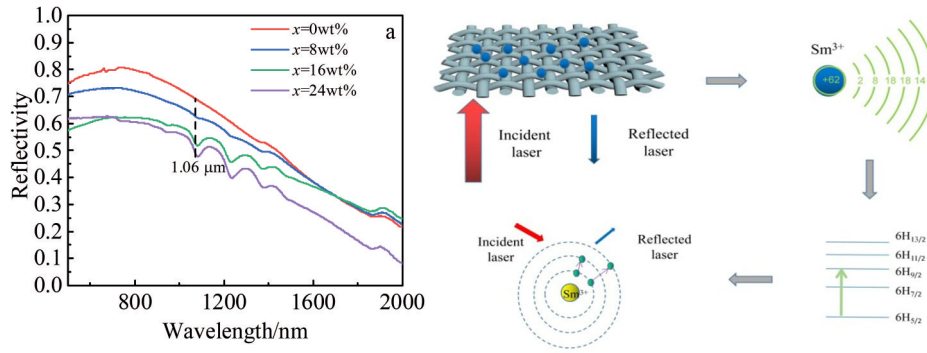 a
x=0wt%
x=8wt%
x=16wt%
x=24wt%
1.0
0.9
0.8
0.7
0.6
0.5
0.4
0.3
0.2
0.1
0.0
Reflectivity
1.06 μm
800
1200
1600
2000
Wavelength/nm
Incident
laser
Reflected
laser
Sm³⁺
+62
2 8 18 18 14
6H₁₃/₂
6H₁₁/₂
6H₉/₂
6H₇/₂
6H₅/₂
Incident
laser
Reflected
laser
Sm³⁺